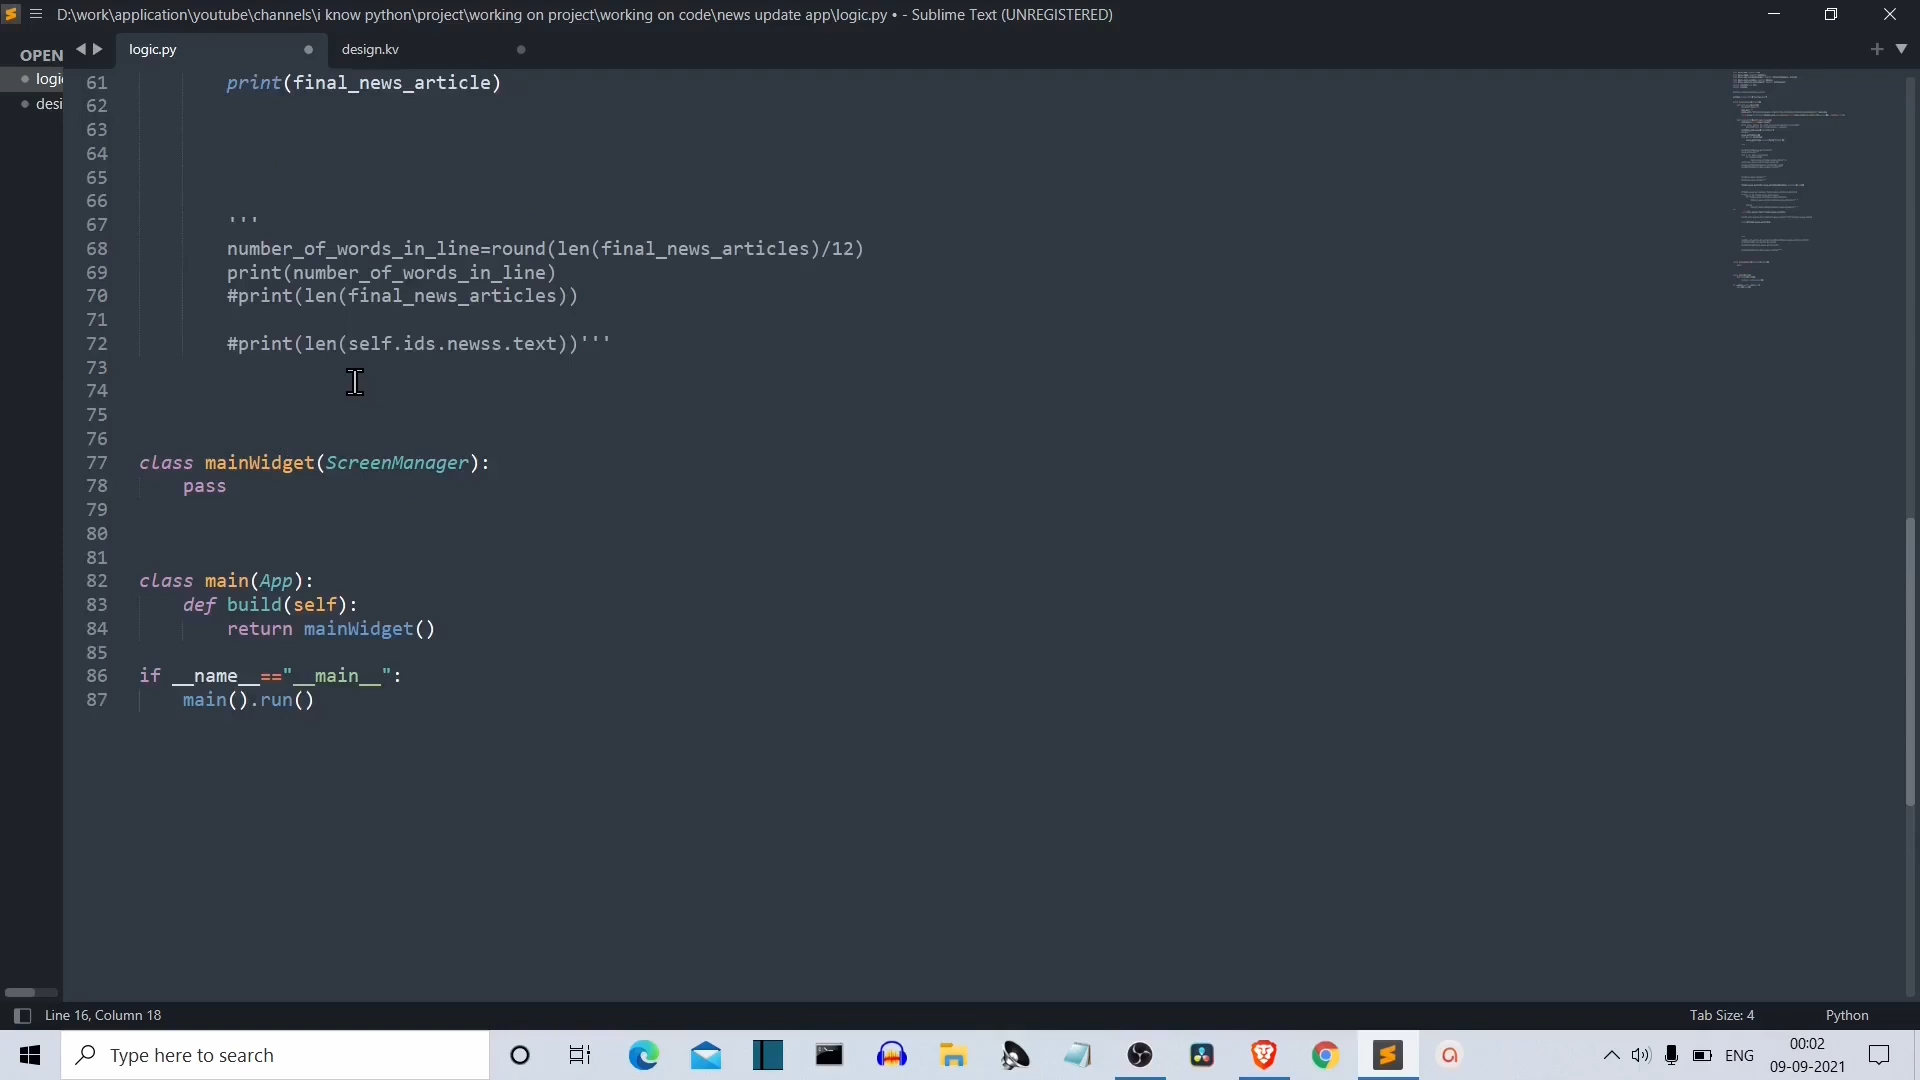 D:\work\application\youtube\channels\i know python\project\working on project\working on code\news update app\logic.py • - Sublime Text (UNREGISTERED)
OPEN
logic.py
design.kv
logi
desi
61 print(final_news_article)
62
63
64
65
66
67 '''
68 number_of_words_in_line=round(len(final_news_articles)/12)
69 print(number_of_words_in_line)
70 #print(len(final_news_articles))
71
72 #print(len(self.ids.newss.text))'''
73
74
75
76
77 class mainWidget(ScreenManager):
78 pass
79
80
81
82 class main(App):
83 def build(self):
84 return mainWidget()
85
86 if __name__=="__main__":
87 main().run()
Line 16, Column 18
Tab Size: 4
Python
Type here to search
ENG
00:02
09-09-2021